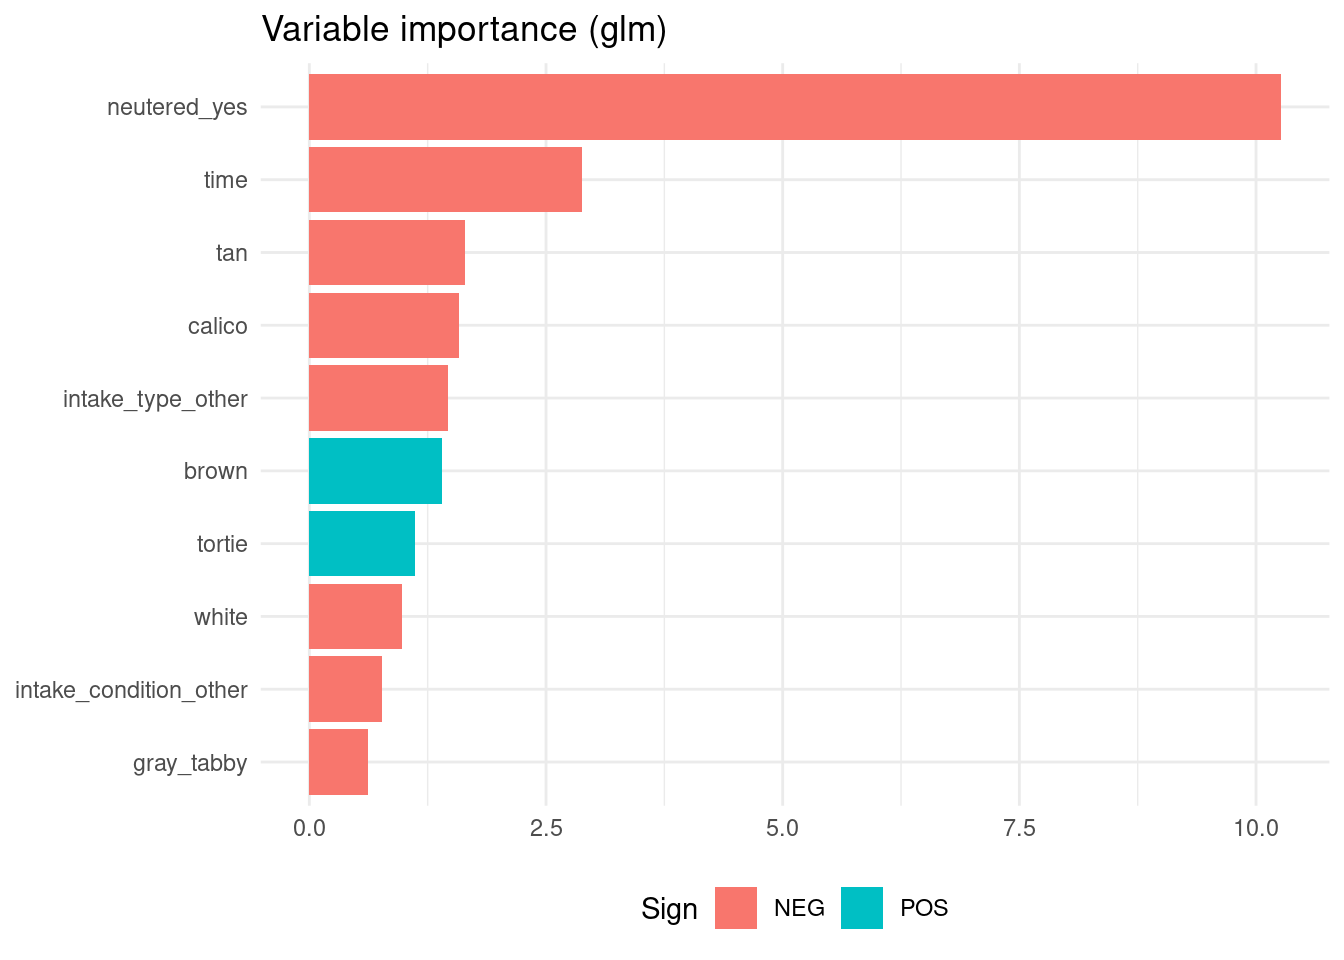 Variable importance (glm)
neutered_yes
time
tan
calico
intake_type_other
brown
tortie
white
intake_condition_other
gray_tabby
0.0 2.5 5.0 7.5 10.0
Sign NEG POS